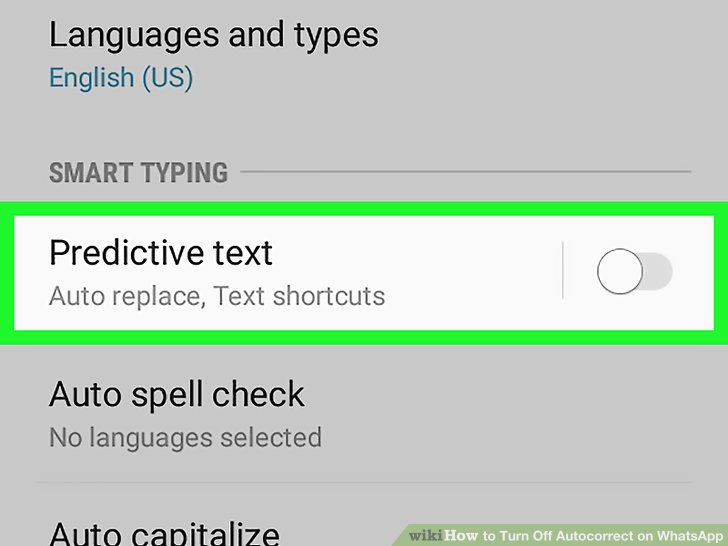 Languages and types
English (US)
SMART TYPING
Predictive text
Auto replace, Text shortcuts
Auto spell check
No languages selected
Auto capitalize
wikiHow to Turn Off Autocorrect on WhatsApp